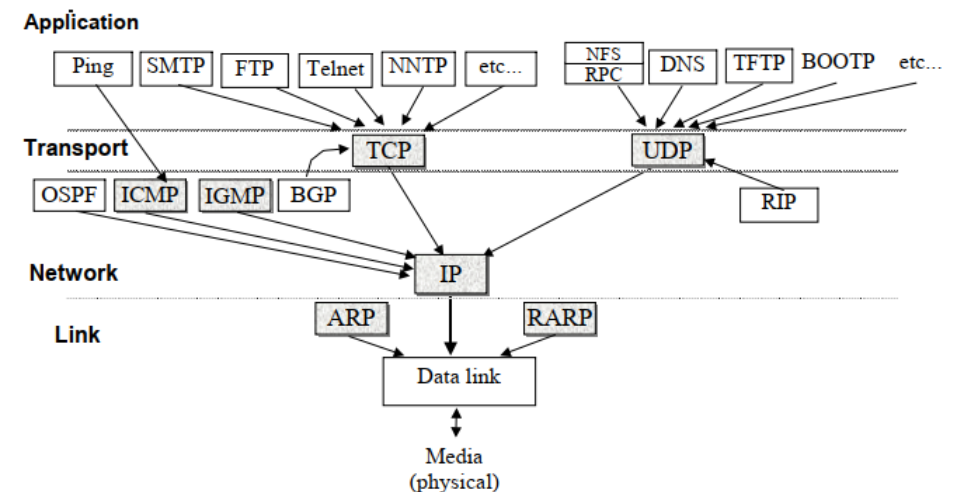 Application
Ping SMTP FTP Telnet NNTP etc... NFS DNS TFTP BOOTP etc...
RPC
Transport TCP UDP
OSPF ICMP IGMP BGP RIP
Network IP
Link ARP RARP
Data link
Media
(physical)